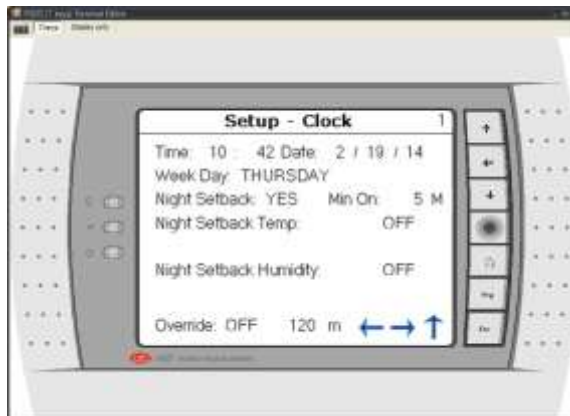 Setup - Clock 1
Time: 10 : 42 Date: 2 / 19 / 14
Week Day: THURSDAY
Night Setback: YES Min On: 5 M
Night Setback Temp: OFF
Night Setback Humidity: OFF
Override: OFF 120 m